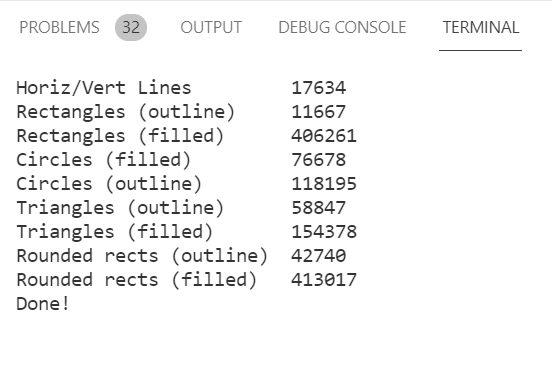 PROBLEMS 32 OUTPUT DEBUG CONSOLE TERMINAL
Horiz/Vert Lines 17634
Rectangles (outline) 11667
Rectangles (filled) 406261
Circles (filled) 76678
Circles (outline) 118195
Triangles (outline) 58847
Triangles (filled) 154378
Rounded rects (outline) 42740
Rounded rects (filled) 413017
Done!